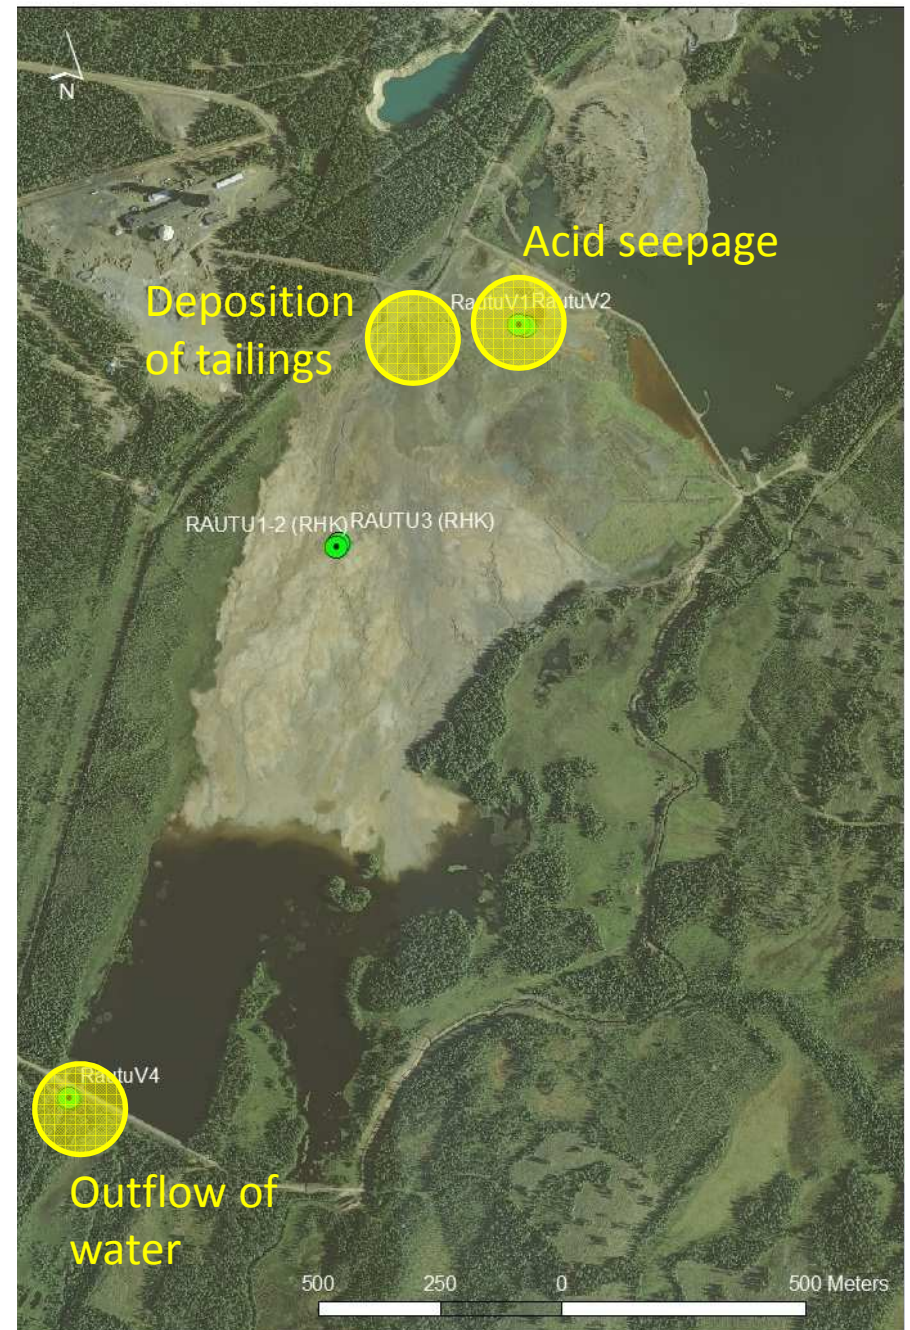 N
Acid seepage
Deposition
of tailings
RautuV1 RautuV2
RAUTU1-2 (RHK) RAUTU3 (RHK)
RautuV4
Outflow of
water
500 250 0 500 Meters